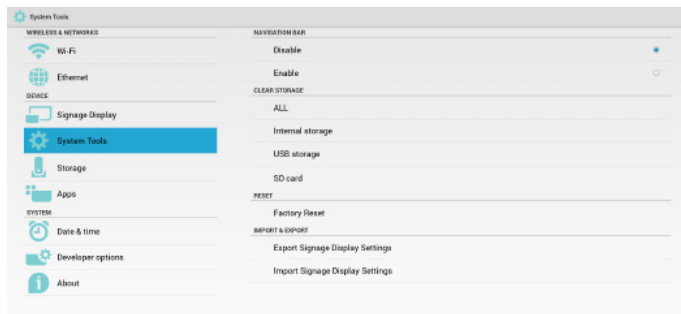 System Tools
WIRELESS & NETWORKS
Wi-Fi
Ethernet
DEVICE
Signage Display
System Tools
Storage
Apps
SYSTEM
Date & time
Developer options
About
NAVIGATION BAR
Disable
Enable
CLEAR STORAGE
ALL
Internal storage
USB storage
SD card
RESET
Factory Reset
IMPORT & EXPORT
Export Signage Display Settings
Import Signage Display Settings